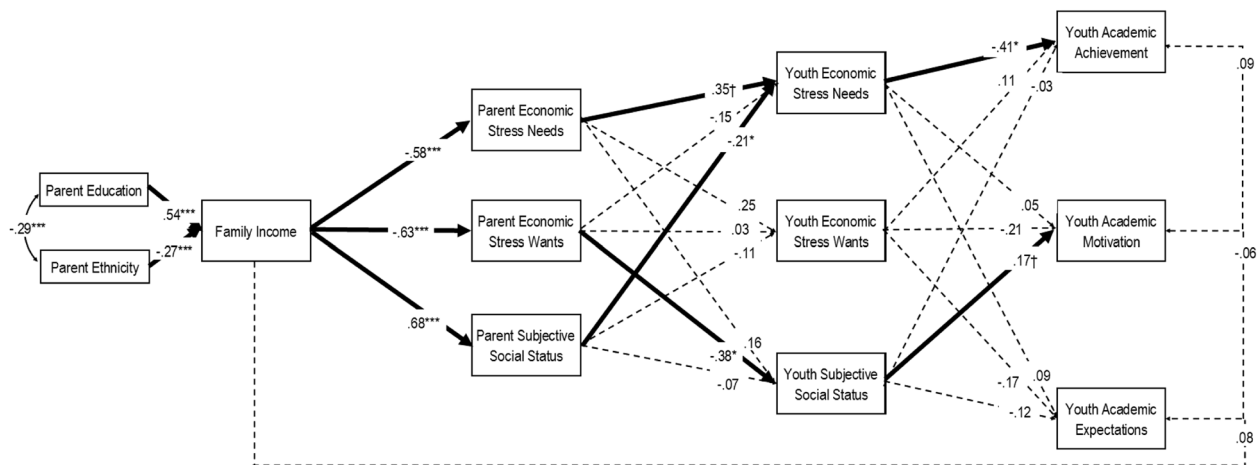 Parent Education
Parent Ethnicity
-.29***
.54***
-.27***
Family Income
-.58***
-.63***
.68***
Parent Economic
Stress Needs
Parent Economic
Stress Wants
Parent Subjective
Social Status
.35†
-.15
-.21*
.25
.03
-.11
.16
-.38*
-.07
Youth Economic
Stress Needs
Youth Economic
Stress Wants
Youth Subjective
Social Status
-.41*
.11
-.03
.05
-.21
.17†
-.17
.09
-.12
Youth Academic
Achievement
Youth Academic
Motivation
Youth Academic
Expectations
.09
-.06
.08